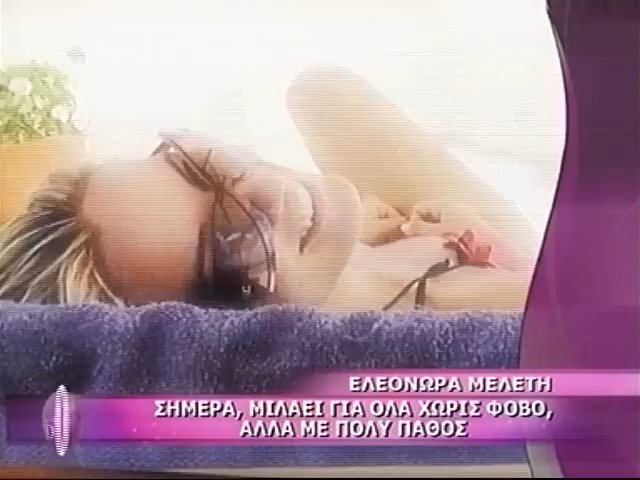 ΕΛΕΟΝΩΡΑ ΜΕΛΕΤΗ
ΣΗΜΕΡΑ, ΜΙΛΑΕΙ ΓΙΑ ΟΛΑ ΧΩΡΙΣ ΦΟΒΟ,
ΑΛΛΑ ΜΕ ΠΟΛΥ ΠΑΘΟΣ